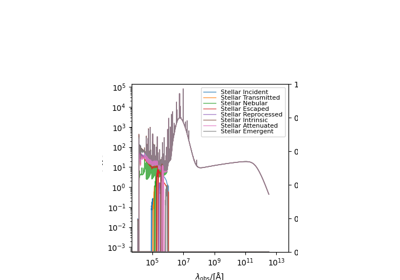 10⁵
10⁴
10³
10²
10¹
10⁰
10⁻¹
10⁻²
10⁻³
Stellar Incident
Stellar Transmitted
Stellar Nebular
Stellar Escaped
Stellar Reprocessed
Stellar Intrinsic
Stellar Attenuated
Stellar Emergent
10⁵ 10⁷ 10⁹ 10¹¹ 10¹³
λobs/[Å]